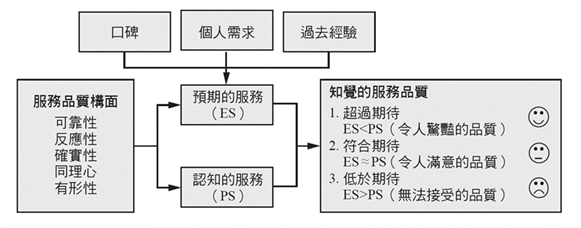 口碑
個人需求
過去經驗
服務品質構面
可靠性
反應性
確實性
同理心
有形性
預期的服務
（ES）
認知的服務
（PS）
知覺的服務品質
1. 超過期待
ES<PS（令人驚豔的品質）
2. 符合期待
ES≈PS（令人滿意的品質）
3. 低於期待
ES>PS（無法接受的品質）